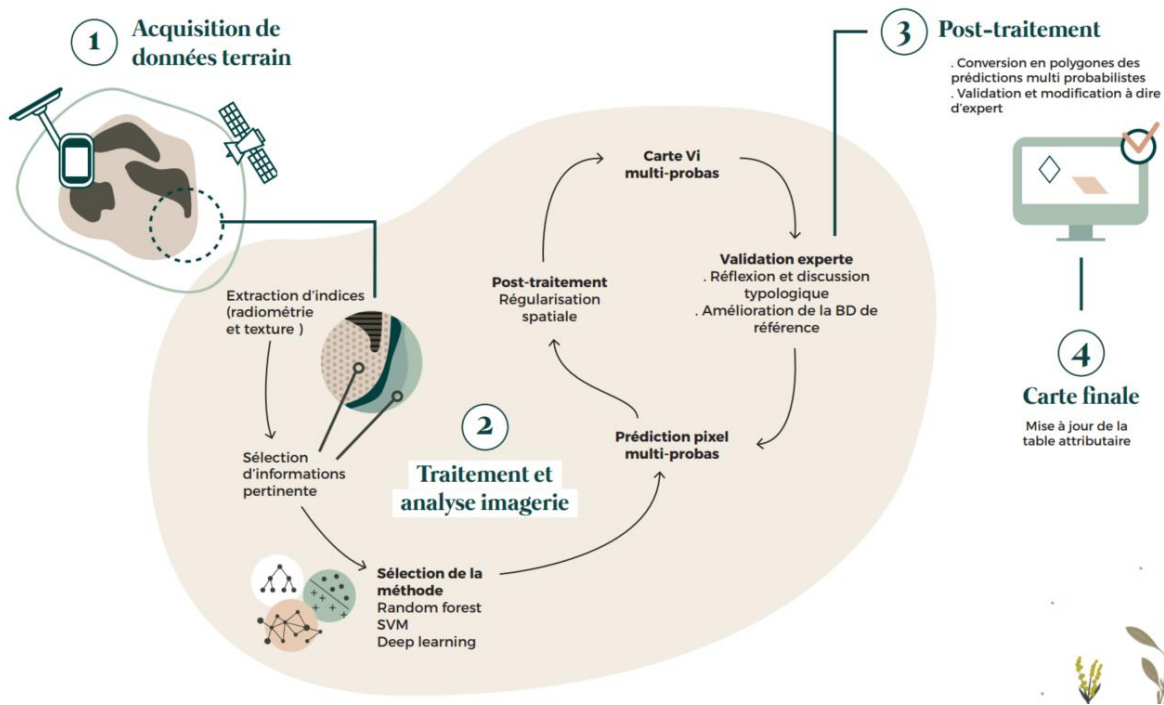 1
Acquisition de
données terrain
Extraction d'indices
(radiométrie
et texture )
Sélection
d'informations
pertinente
2
Traitement et
analyse imagerie
Sélection de la
méthode
Random forest
SVM
Deep learning
Prédiction pixel
multi-probas
Post-traitement
Régularisation
spatiale
Carte Vi
multi-probas
Validation experte
. Réflexion et discussion
typologique
. Amélioration de la BD de
référence
3
Post-traitement
. Conversion en polygones des
prédictions multi probabilistes
. Validation et modification à dire
d'expert
4
Carte finale
Mise à jour de la
table attributaire